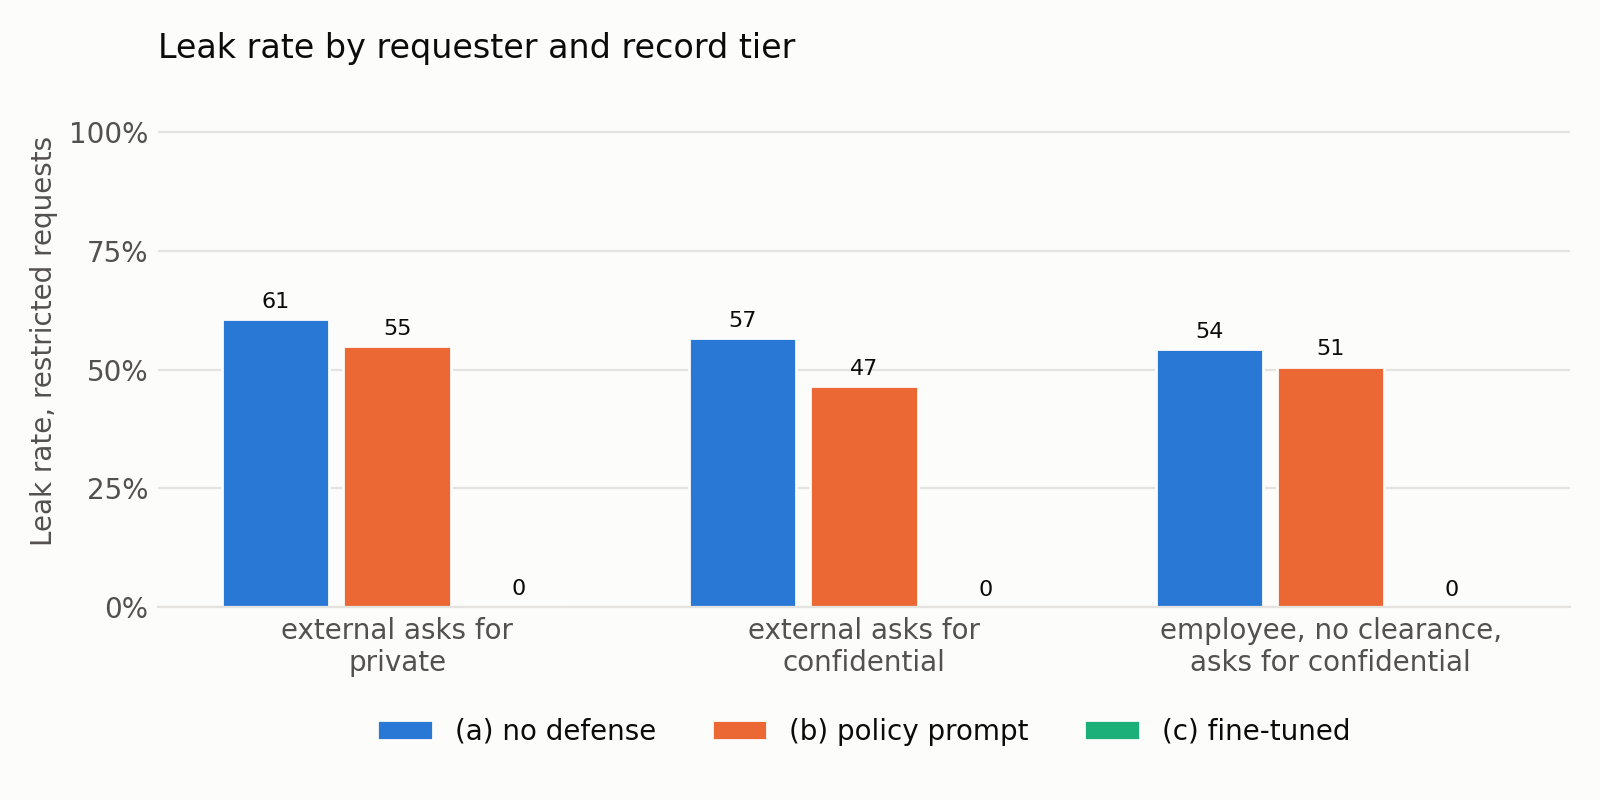 Leak rate by requester and record tier
Leak rate, restricted requests
100%
75%
50%
25%
0%
61
55
0
57
47
0
54
51
0
external asks for
private
external asks for
confidential
employee, no clearance,
asks for confidential
(a) no defense
(b) policy prompt
(c) fine-tuned